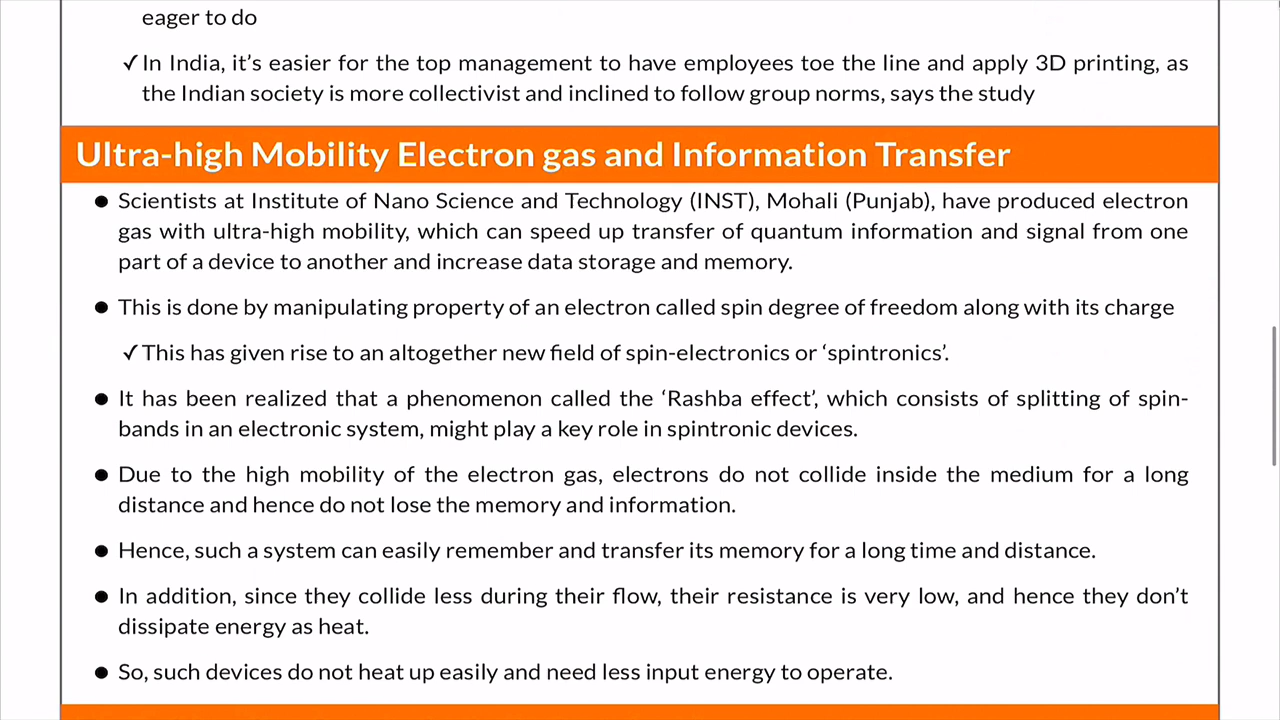 eager to do
✓In India, it's easier for the top management to have employees toe the line and apply 3D printing, as
the Indian society is more collectivist and inclined to follow group norms, says the study
Ultra-high Mobility Electron gas and Information Transfer
● Scientists at Institute of Nano Science and Technology (INST), Mohali (Punjab), have produced electron
gas with ultra-high mobility, which can speed up transfer of quantum information and signal from one
part of a device to another and increase data storage and memory.
● This is done by manipulating property of an electron called spin degree of freedom along with its charge
✓This has given rise to an altogether new field of spin-electronics or ‘spintronics’.
● It has been realized that a phenomenon called the ‘Rashba effect’, which consists of splitting of spin-
bands in an electronic system, might play a key role in spintronic devices.
● Due to the high mobility of the electron gas, electrons do not collide inside the medium for a long
distance and hence do not lose the memory and information.
● Hence, such a system can easily remember and transfer its memory for a long time and distance.
● In addition, since they collide less during their flow, their resistance is very low, and hence they don’t
dissipate energy as heat.
● So, such devices do not heat up easily and need less input energy to operate.